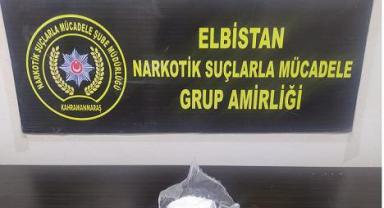 NARKOTİK SUÇLARLA MÜCADELE ŞUBE MÜDÜRLÜĞÜ
KAHRAMANMARAŞ
ELBİSTAN
NARKOTİK SUÇLARLA MÜCADELE
GRUP AMİRLİĞİ